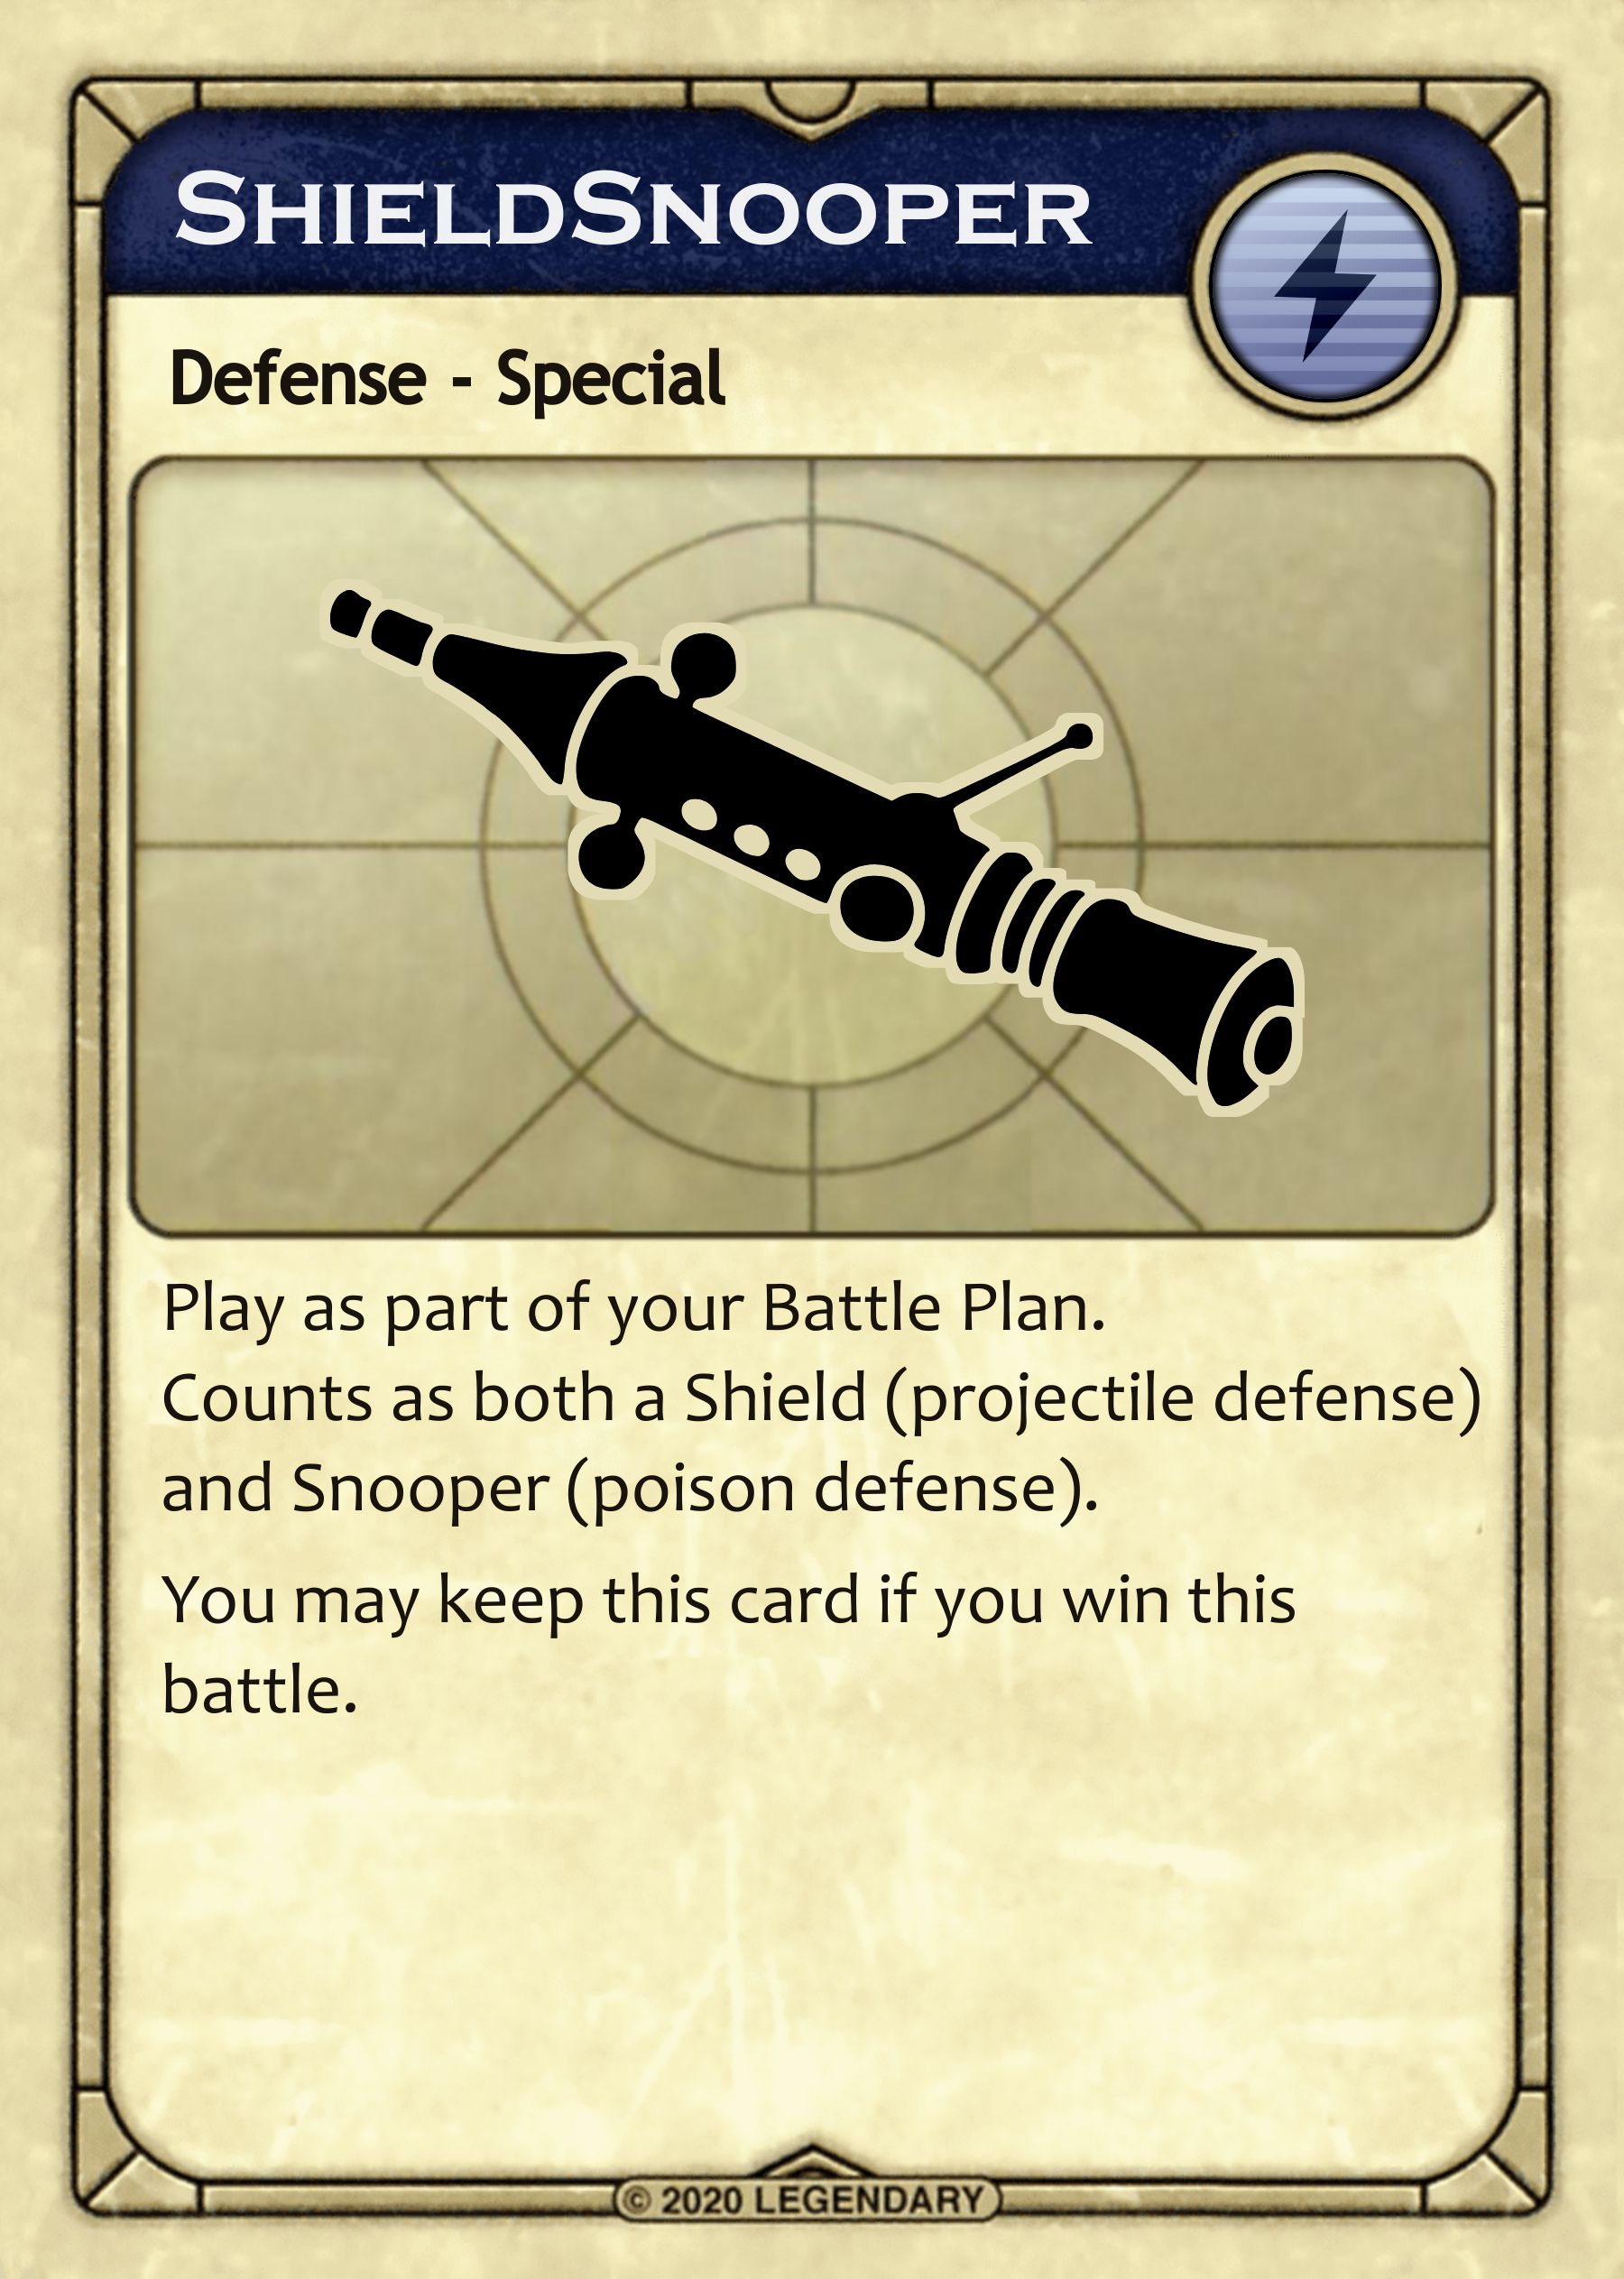 ShieldSnooper
Defense - Special
Play as part of your Battle Plan.
Counts as both a Shield (projectile defense)
and Snooper (poison defense).
You may keep this card if you win this
battle.
© 2020 LEGENDARY